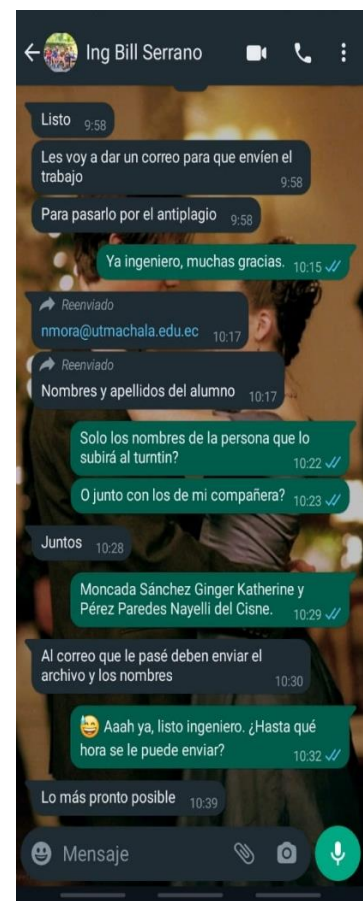 Ing Bill Serrano
Listo 9:58
Les voy a dar un correo para que envíen el
trabajo
9:58
Para pasarlo por el antiplagio 9:58
Ya ingeniero, muchas gracias. 10:15
Reenviado
nmora@utmachala.edu.ec 10:17
Reenviado
Nombres y apellidos del alumno 10:17
Solo los nombres de la persona que lo
subirá al turntin?
10:22
O junto con los de mi compañera? 10:23
Juntos 10:28
Moncada Sánchez Ginger Katherine y
Pérez Paredes Nayelli del Cisne. 10:29
Al correo que le pasé deben enviar el
archivo y los nombres
10:30
Aaah ya, listo ingeniero. ¿Hasta qué
hora se le puede enviar?
10:32
Lo más pronto posible 10:39
Mensaje